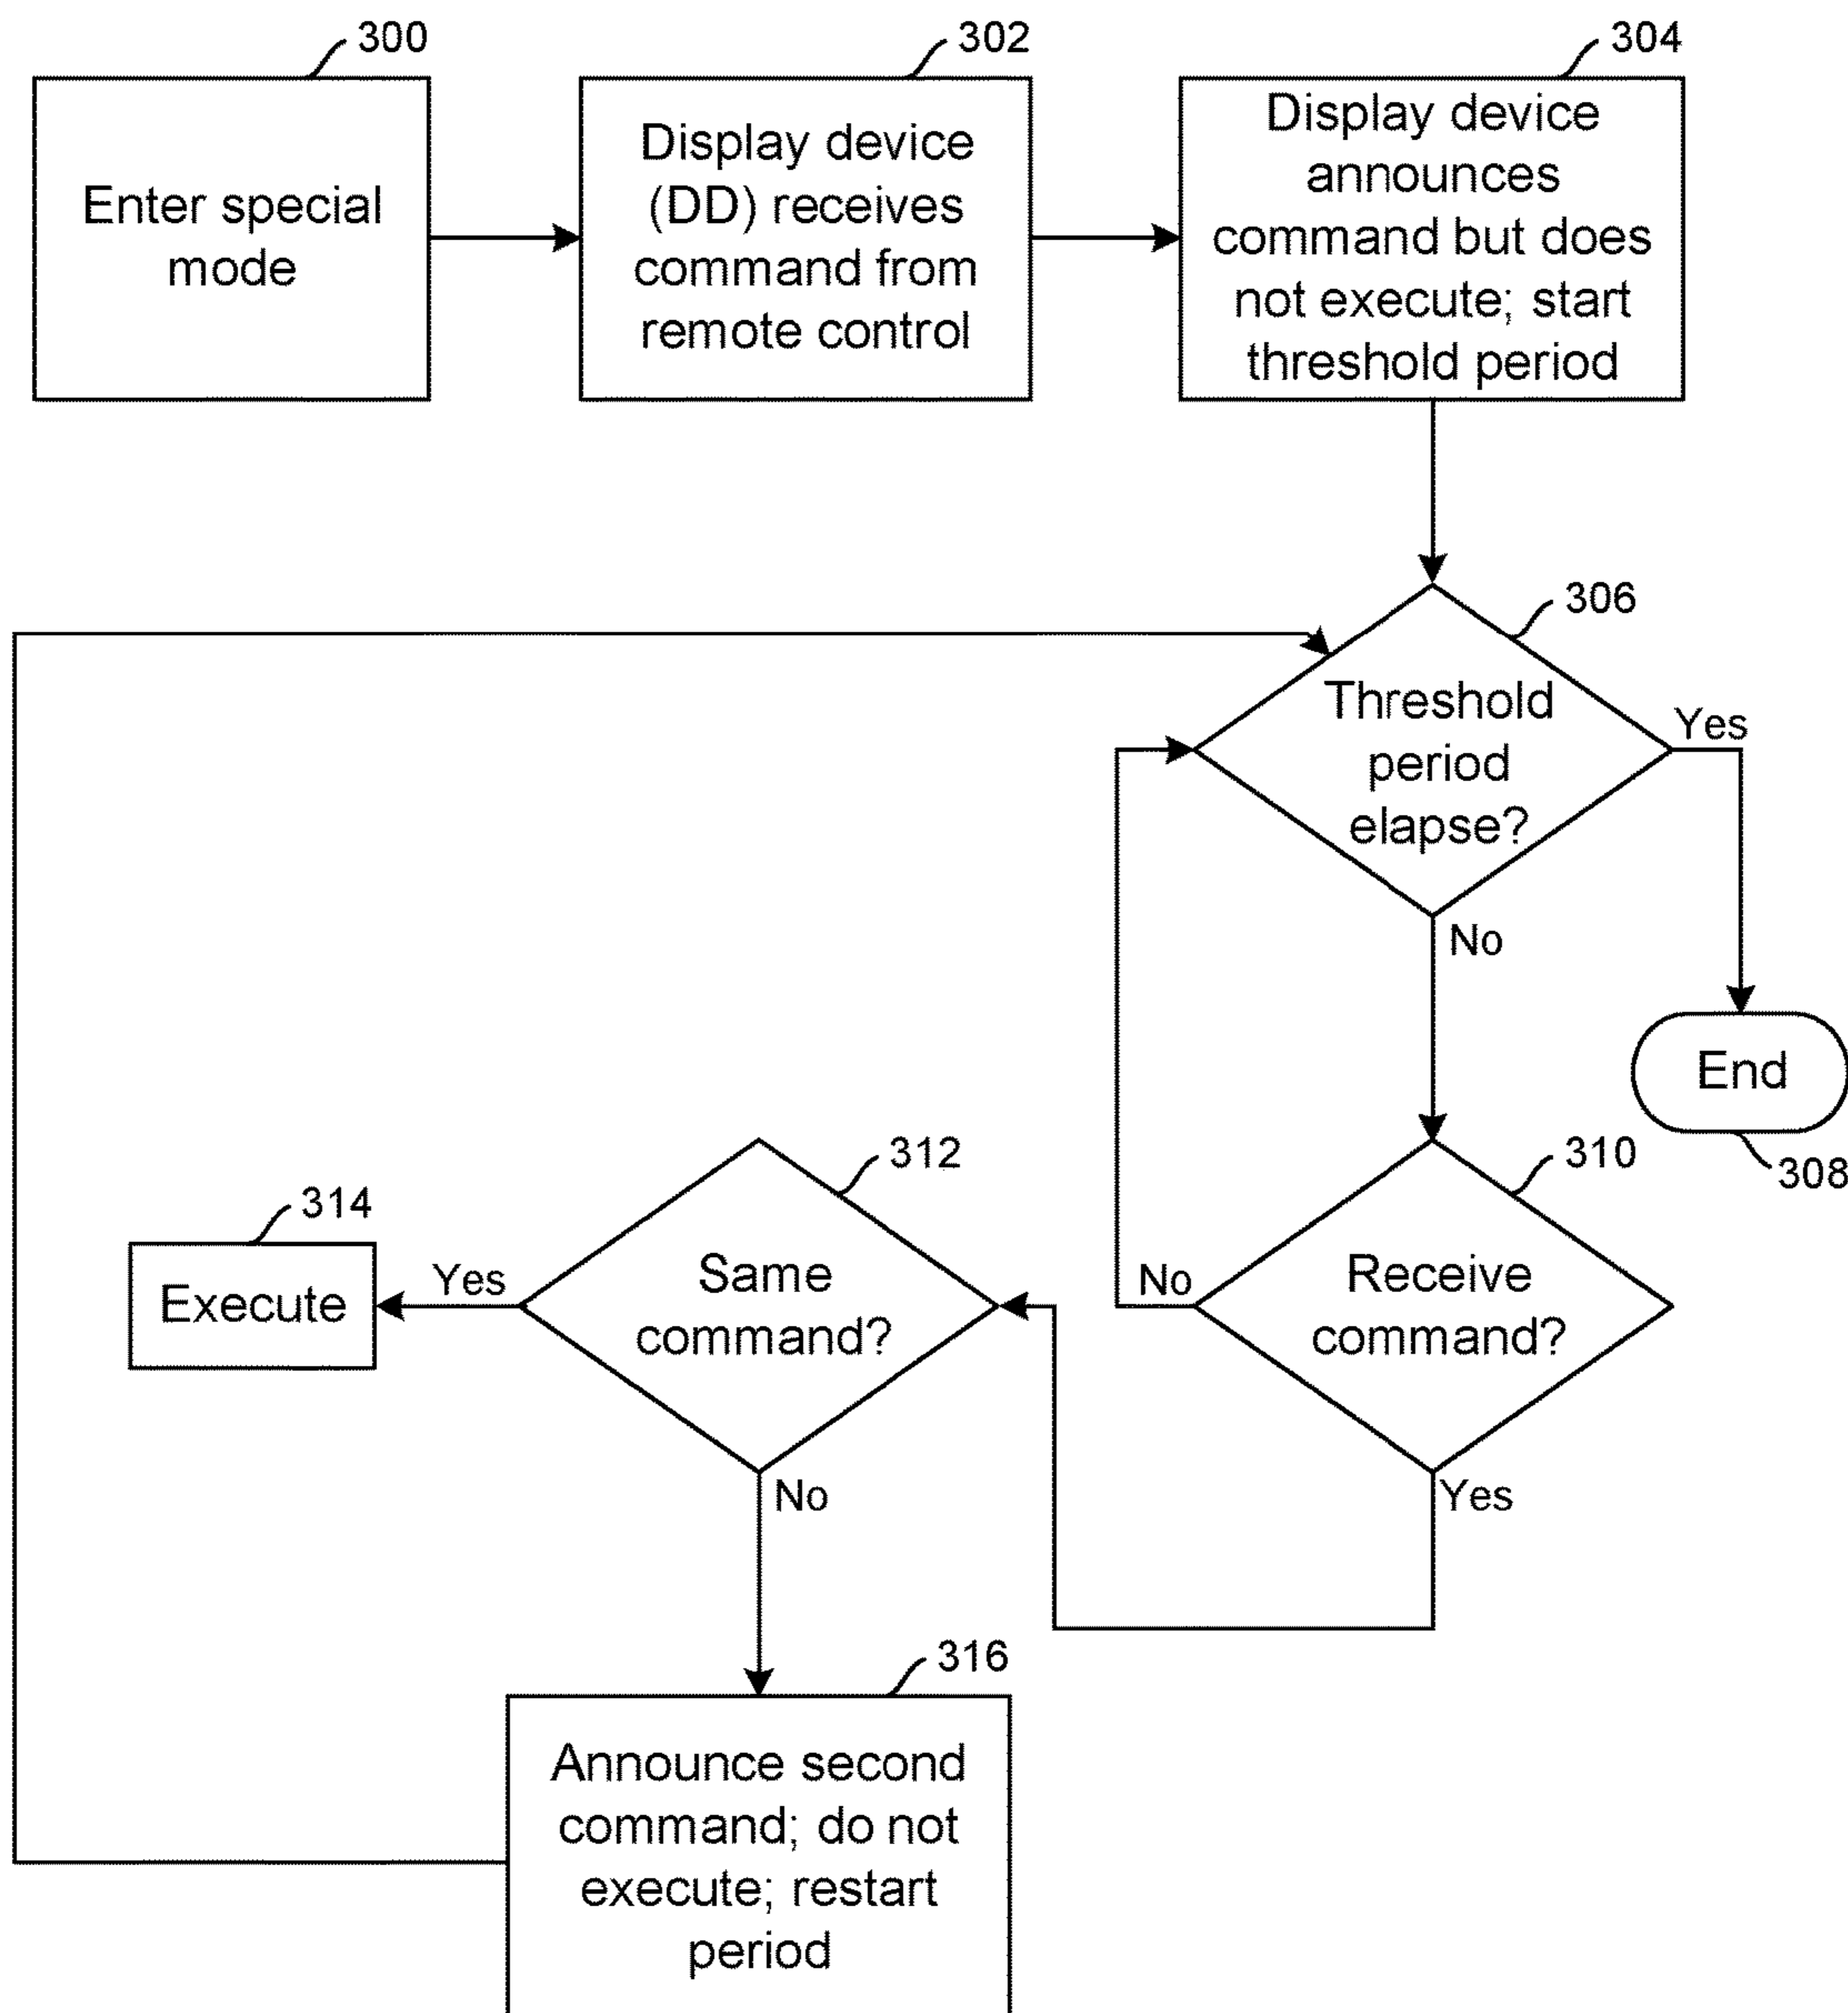 300
Enter special
mode
302
Display device
(DD) receives
command from
remote control
304
Display device
announces
command but does
not execute; start
threshold period
306
Threshold
period
elapse?
Yes
No
End
308
310
Receive
command?
No
Yes
312
Same
command?
Yes
No
314
Execute
316
Announce second
command; do not
execute; restart
period